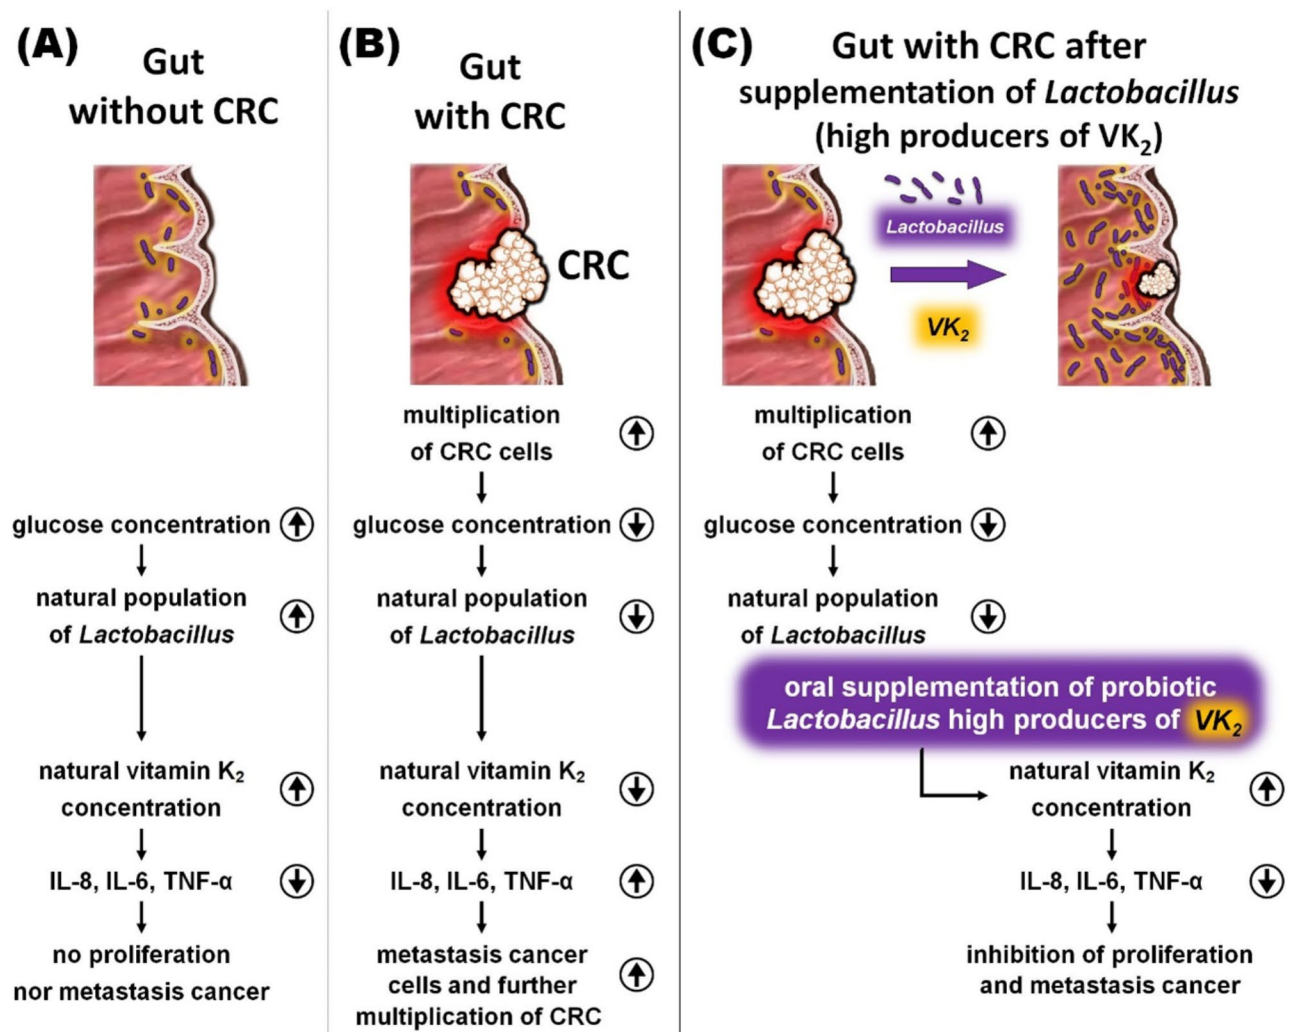 (A)
Gut
without CRC
glucose concentration
natural population
of Lactobacillus
natural vitamin K₂
concentration
IL-8, IL-6, TNF-α
no proliferation
nor metastasis cancer
(B)
Gut
with CRC
CRC
multiplication
of CRC cells
glucose concentration
natural population
of Lactobacillus
natural vitamin K₂
concentration
IL-8, IL-6, TNF-α
metastasis cancer
cells and further
multiplication of CRC
(C)
Gut with CRC after
supplementation of Lactobacillus
(high producers of VK₂)
Lactobacillus
VK₂
multiplication
of CRC cells
glucose concentration
natural population
of Lactobacillus
oral supplementation of probiotic
Lactobacillus high producers of VK₂
natural vitamin K₂
concentration
IL-8, IL-6, TNF-α
inhibition of proliferation
and metastasis cancer